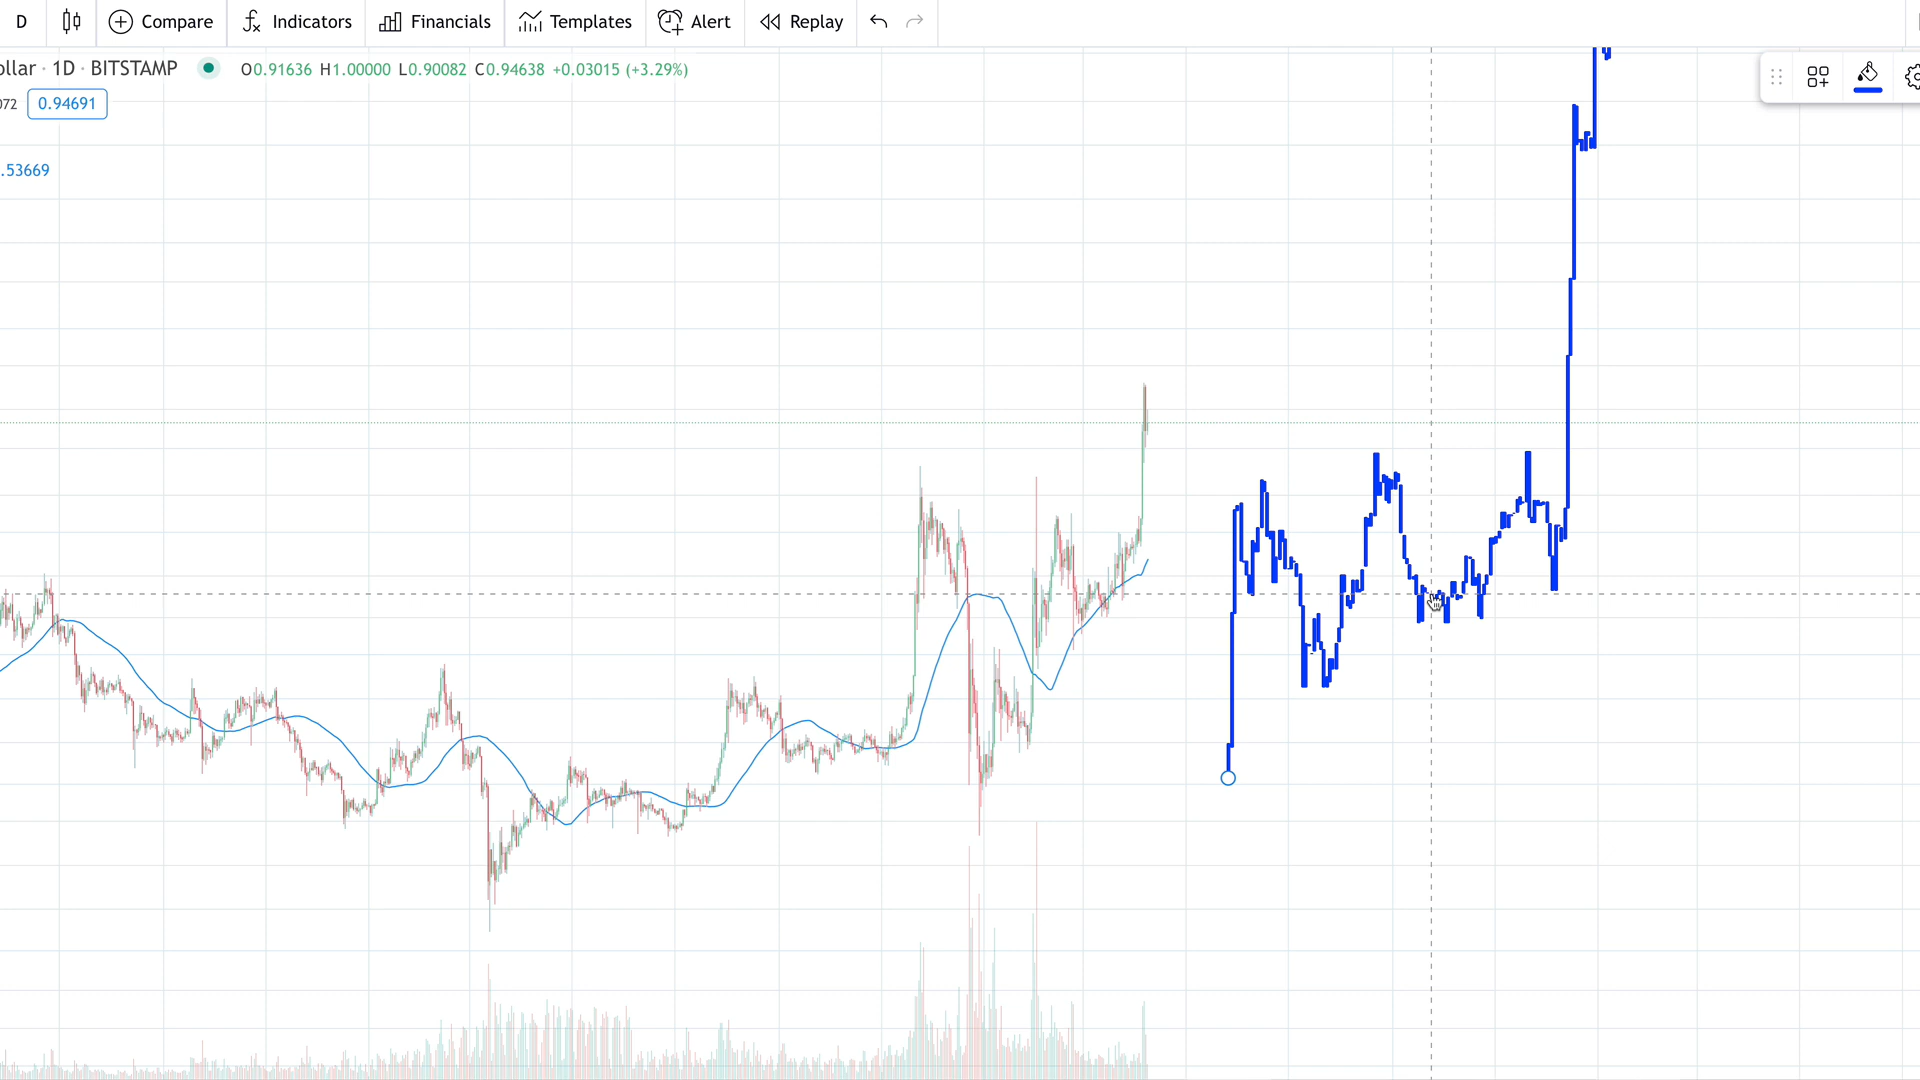 D Compare Indicators Financials Templates Alert Replay
ollar · 1D · BITSTAMP O0.91636 H1.00000 L0.90082 C0.94638 +0.03015 (+3.29%)
072 0.94691
.53669